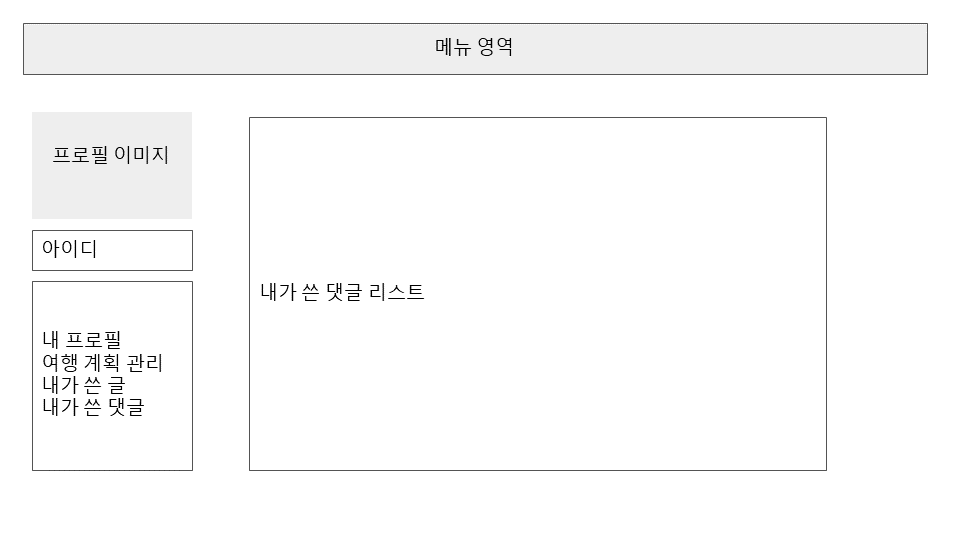 메뉴 영역
프로필 이미지
아이디
내 프로필
여행 계획 관리
내가 쓴 글
내가 쓴 댓글
내가 쓴 댓글 리스트